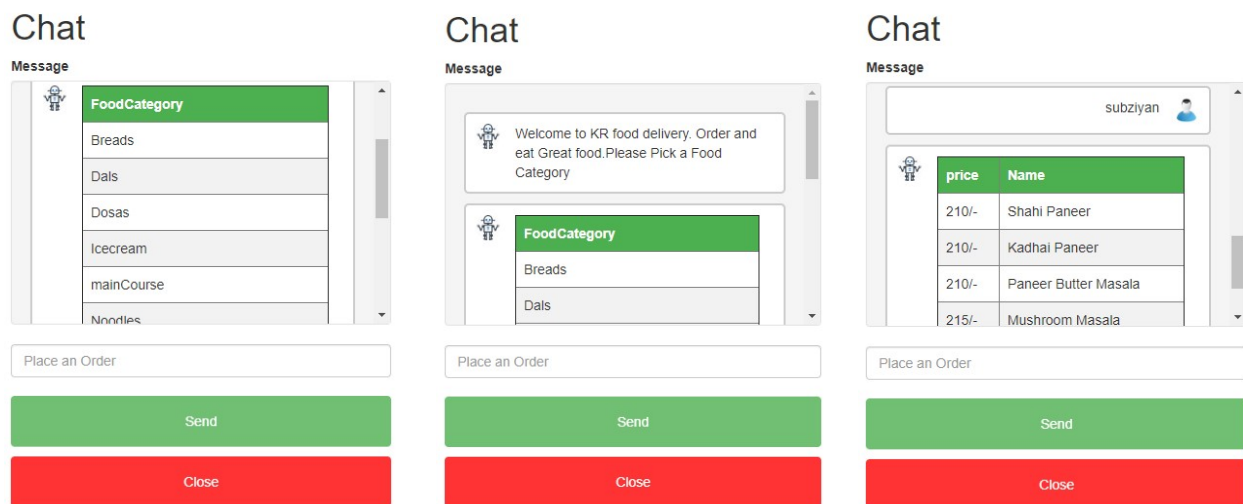 Chat
Message
FoodCategory
Breads
Dals
Dosas
Icecream
mainCourse
Noodles
Place an Order
Send
Close
Chat
Message
Welcome to KR food delivery. Order and
eat Great food.Please Pick a Food
Category
FoodCategory
Breads
Dals
Place an Order
Send
Close
Chat
Message
subziyan
price Name
210/- Shahi Paneer
210/- Kadhai Paneer
210/- Paneer Butter Masala
215/- Mushroom Masala
Place an Order
Send
Close